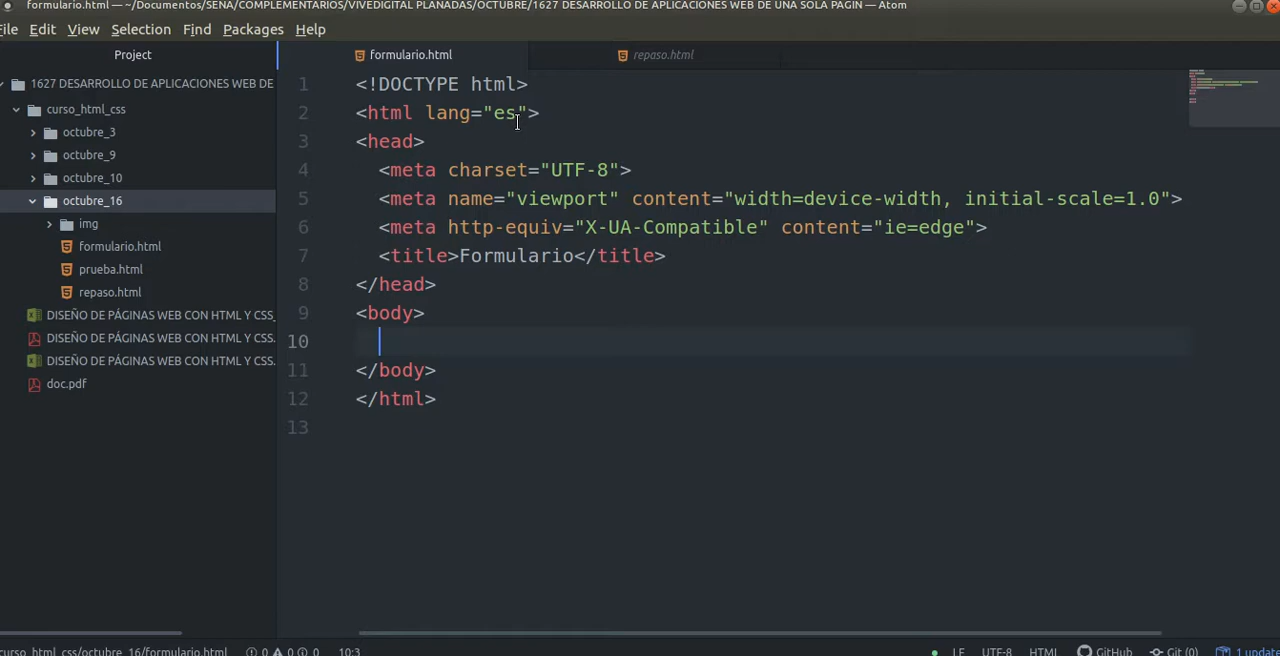 formulario.html — ~/Documentos/SENA/COMPLEMENTARIOS/VIVEDIGITAL PLANADAS/OCTUBRE/1627 DESARROLLO DE APLICACIONES WEB DE UNA SOLA PAGIN — Atom
File Edit View Selection Find Packages Help
Project
formulario.html
repaso.html
1627 DESARROLLO DE APLICACIONES WEB DE
curso_html_css
octubre_3
octubre_9
octubre_10
octubre_16
img
formulario.html
prueba.html
repaso.html
DISEÑO DE PÁGINAS WEB CON HTML Y CSS_
DISEÑO DE PÁGINAS WEB CON HTML Y CSS.
DISEÑO DE PÁGINAS WEB CON HTML Y CSS.
doc.pdf
1 <!DOCTYPE html>
2 <html lang="es">
3 <head>
4 <meta charset="UTF-8">
5 <meta name="viewport" content="width=device-width, initial-scale=1.0">
6 <meta http-equiv="X-UA-Compatible" content="ie=edge">
7 <title>Formulario</title>
8 </head>
9 <body>
10
11 </body>
12 </html>
13
curso_html_css/octubre_16/formulario.html 0 0 0 10:3 LF UTF-8 HTML GitHub Git (0) 1 update